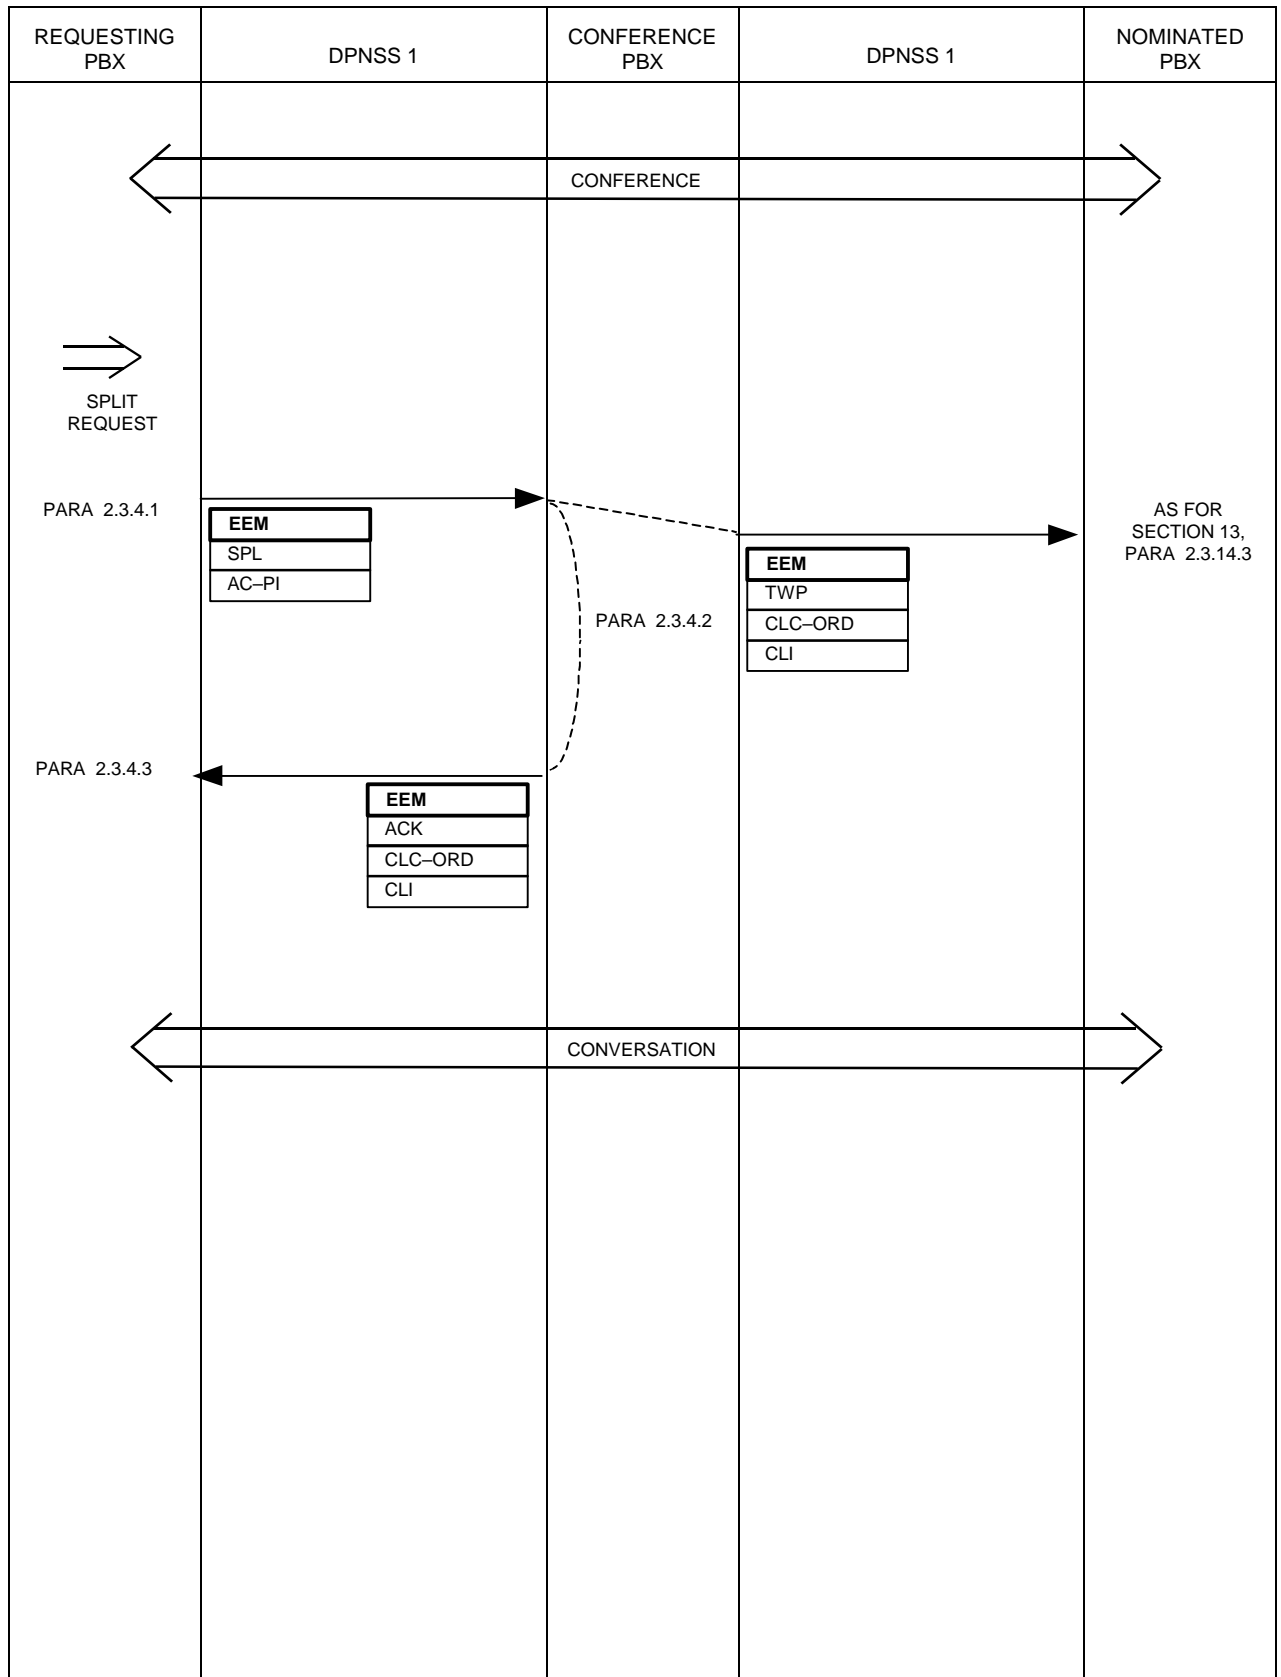 REQUESTING
PBX
DPNSS 1
CONFERENCE
PBX
DPNSS 1
NOMINATED
PBX
CONFERENCE
SPLIT
REQUEST
PARA 2.3.4.1
EEM
SPL
AC–PI
AS FOR
SECTION 13,
PARA 2.3.14.3
EEM
TWP
CLC–ORD
CLI
PARA 2.3.4.2
PARA 2.3.4.3
EEM
ACK
CLC–ORD
CLI
CONVERSATION